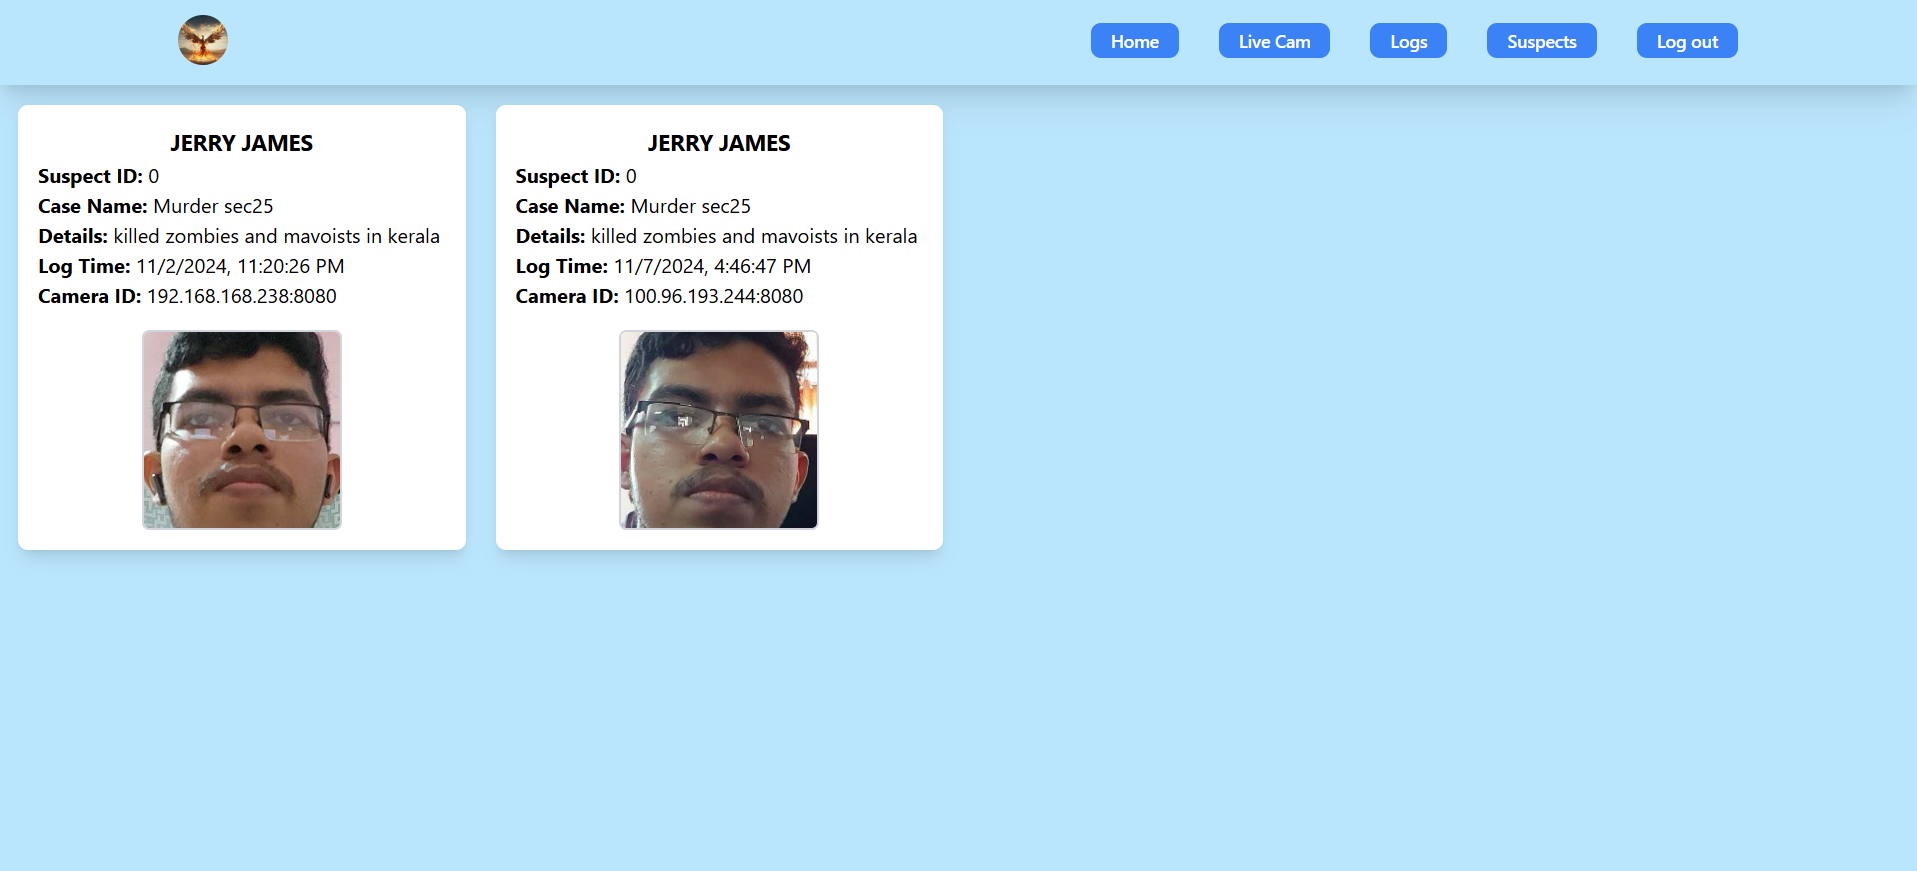 Home Live Cam Logs Suspects Log out
JERRY JAMES
Suspect ID: 0
Case Name: Murder sec25
Details: killed zombies and mavoists in kerala
Log Time: 11/2/2024, 11:20:26 PM
Camera ID: 192.168.168.238:8080
JERRY JAMES
Suspect ID: 0
Case Name: Murder sec25
Details: killed zombies and mavoists in kerala
Log Time: 11/7/2024, 4:46:47 PM
Camera ID: 100.96.193.244:8080